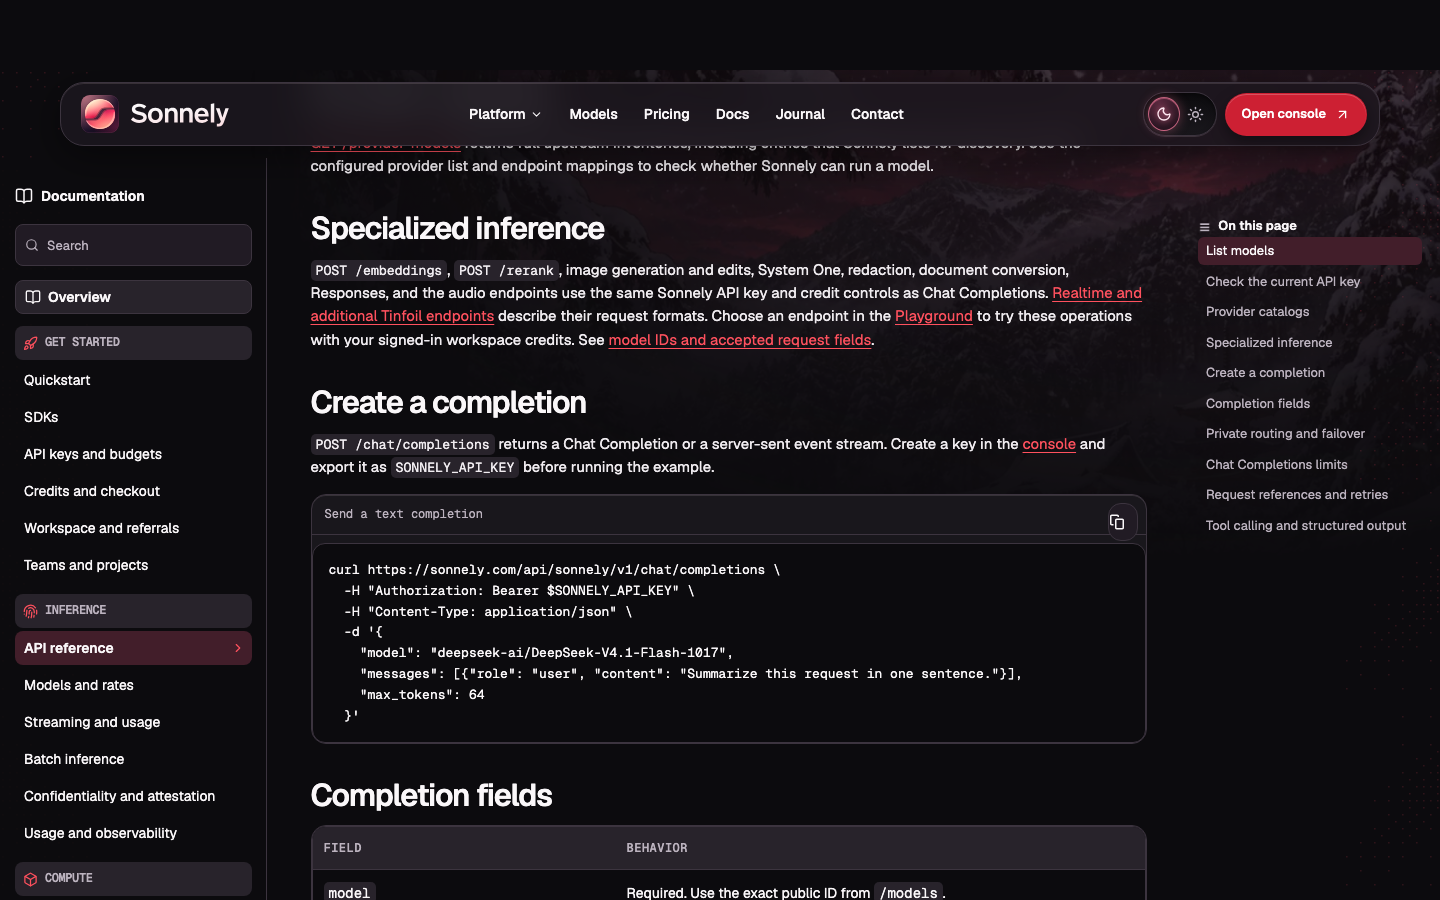 Sonnely
Platform
Models
Pricing
Docs
Journal
Contact
Open console
Documentation
Search
Overview
GET STARTED
Quickstart
SDKs
API keys and budgets
Credits and checkout
Workspace and referrals
Teams and projects
INFERENCE
API reference
Models and rates
Streaming and usage
Batch inference
Confidentiality and attestation
Usage and observability
COMPUTE
configured provider list and endpoint mappings to check whether Sonnely can run a model.
Specialized inference
POST /embeddings, POST /rerank, image generation and edits, System One, redaction, document conversion,
Responses, and the audio endpoints use the same Sonnely API key and credit controls as Chat Completions. Realtime and
additional Tinfoil endpoints describe their request formats. Choose an endpoint in the Playground to try these operations
with your signed-in workspace credits. See model IDs and accepted request fields.
Create a completion
POST /chat/completions returns a Chat Completion or a server-sent event stream. Create a key in the console and
export it as SONNELY_API_KEY before running the example.
Send a text completion
curl https://sonnely.com/api/sonnely/v1/chat/completions \
-H "Authorization: Bearer $SONNELY_API_KEY" \
-H "Content-Type: application/json" \
-d '{
"model": "deepseek-ai/DeepSeek-V4.1-Flash-1017",
"messages": [{"role": "user", "content": "Summarize this request in one sentence."}],
"max_tokens": 64
}'
Completion fields
FIELD BEHAVIOR
model Required. Use the exact public ID from /models.
On this page
List models
Check the current API key
Provider catalogs
Specialized inference
Create a completion
Completion fields
Private routing and failover
Chat Completions limits
Request references and retries
Tool calling and structured output